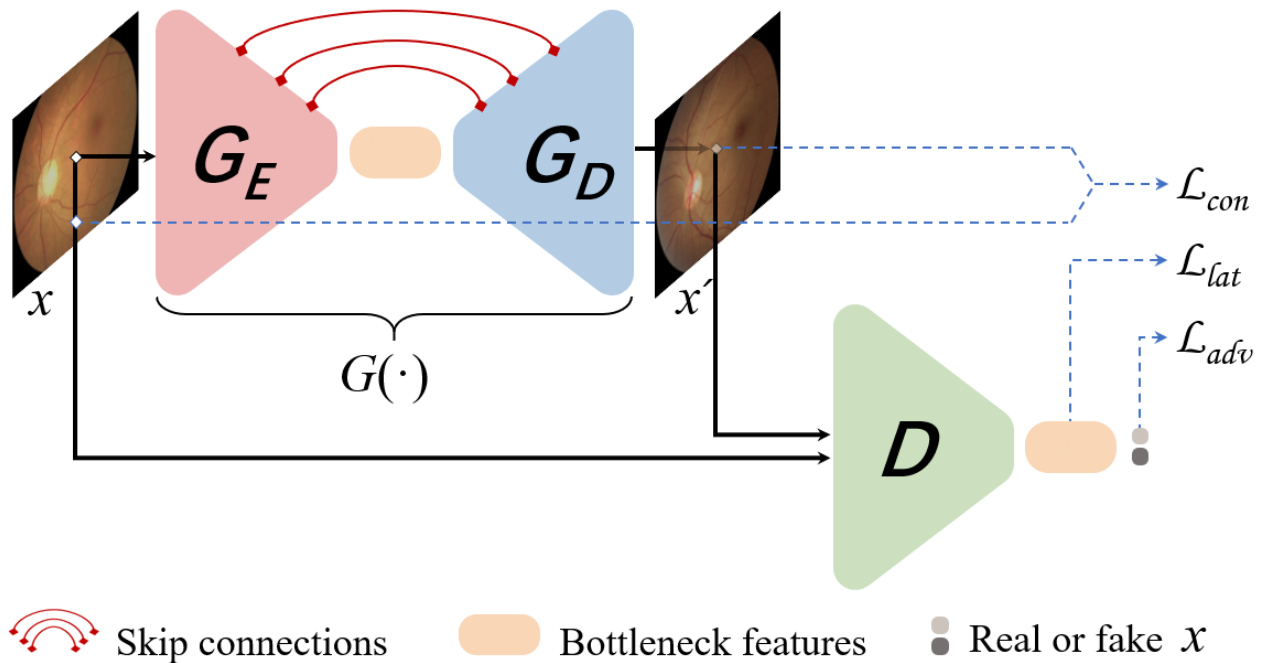 G_E
G_D
ℒ_con
ℒ_lat
x
x´
ℒ_adv
G(·)
D
Skip connections
Bottleneck features
Real or fake x